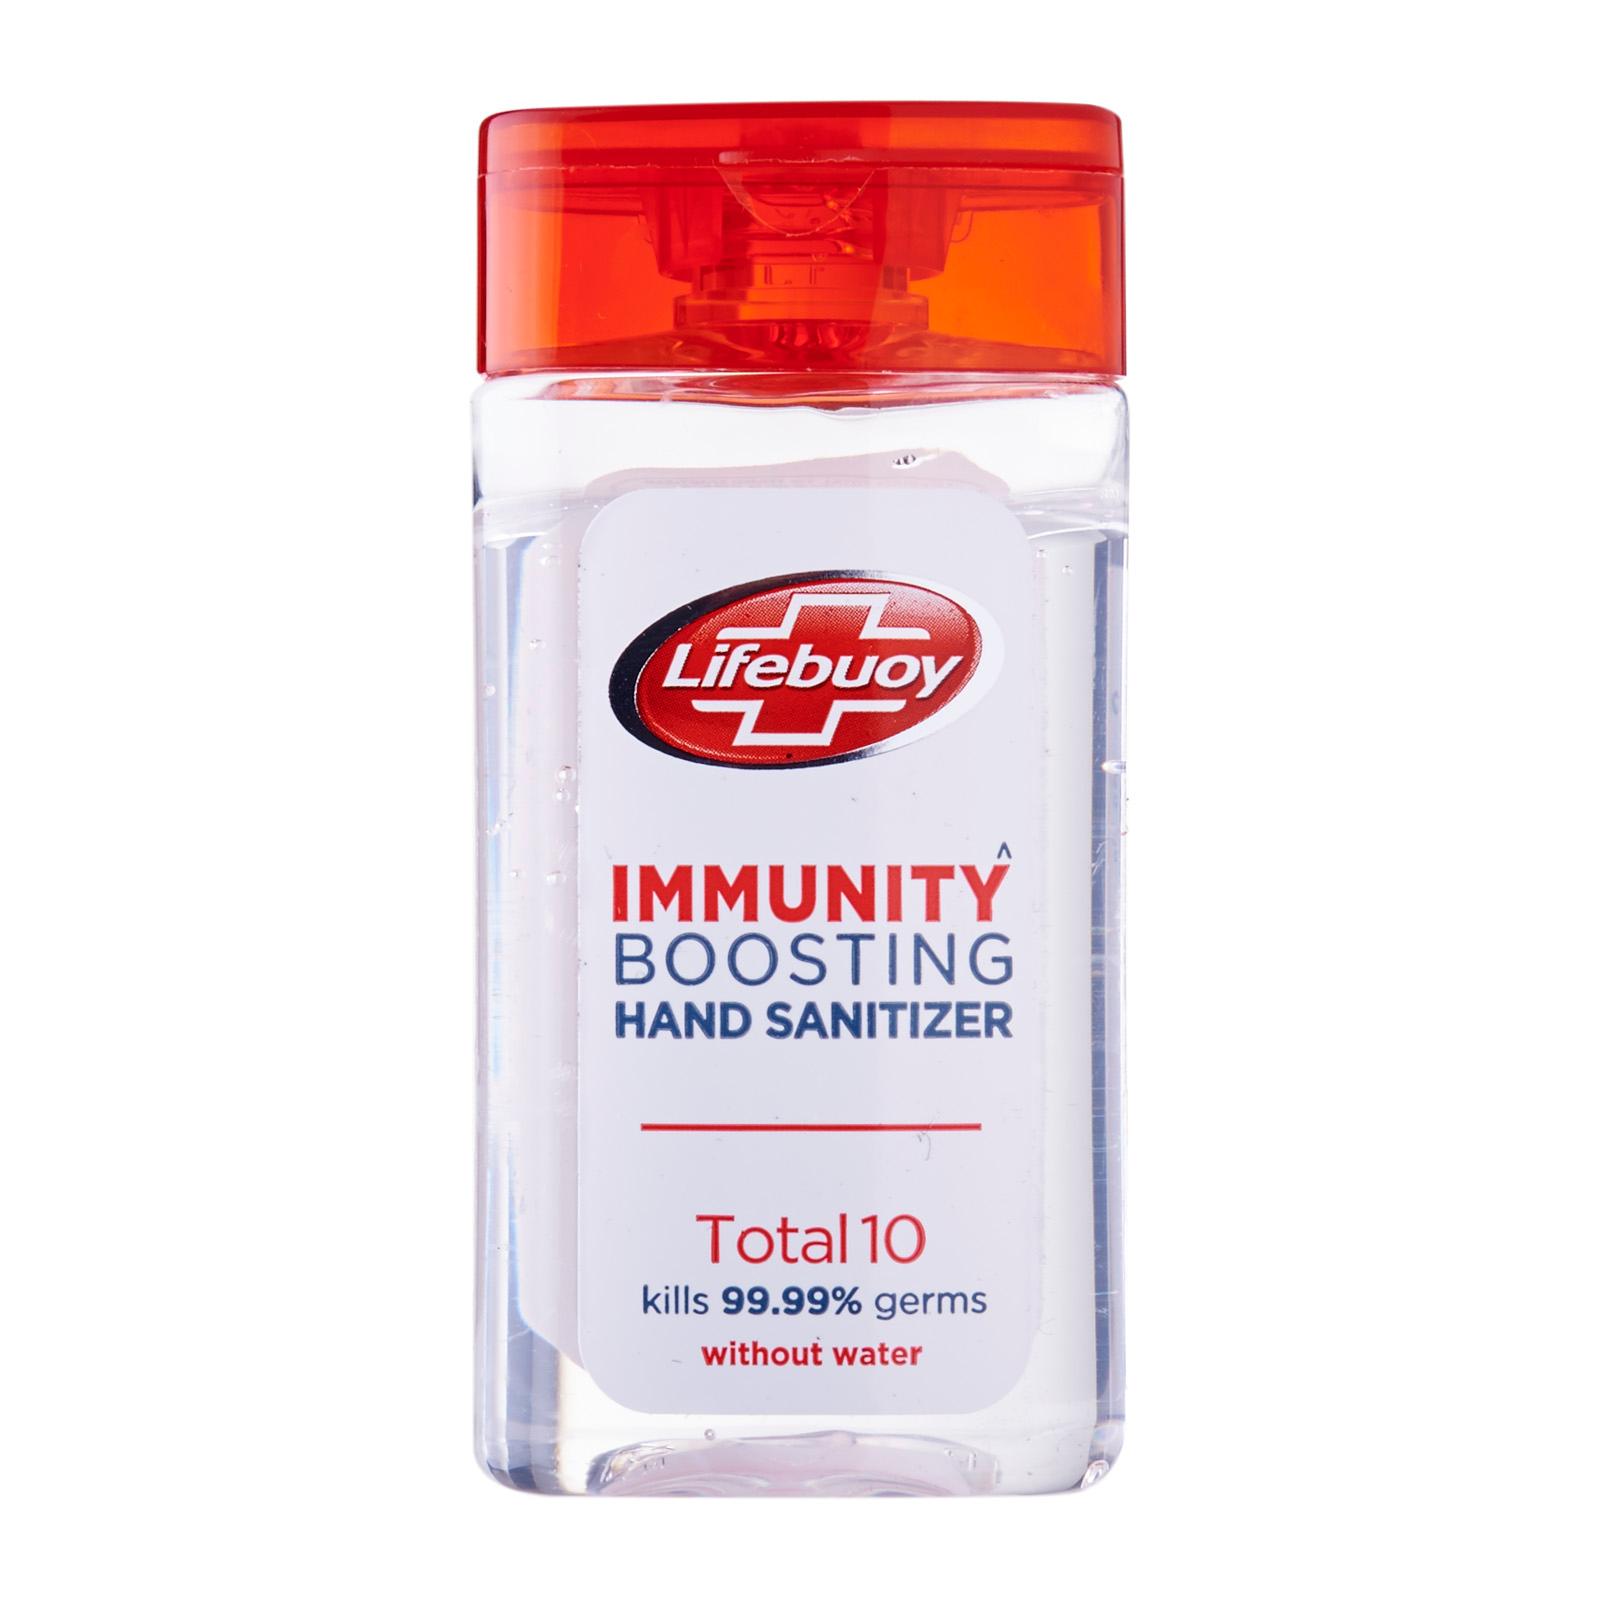 Lifebuoy
IMMUNITY^
BOOSTING
HAND SANITIZER
Total 10
kills 99.99% germs
without water